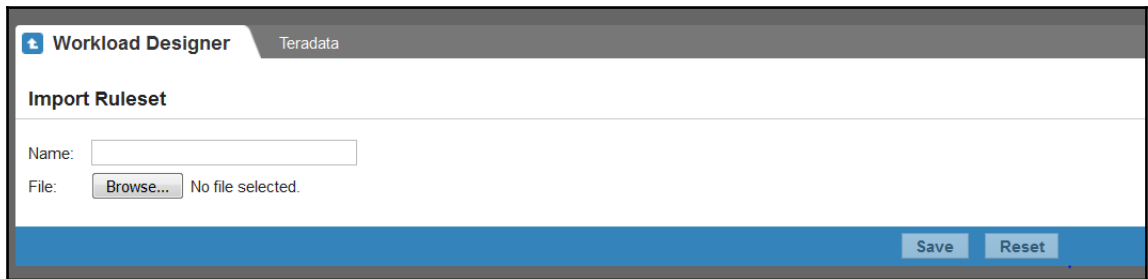 Workload Designer Teradata
Import Ruleset
Name:
File: Browse... No file selected.
Save Reset